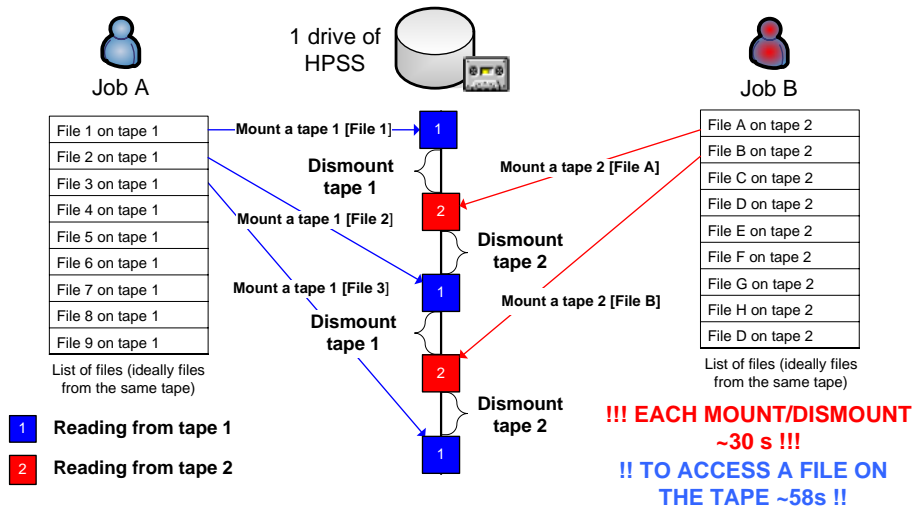 1 drive of
HPSS
Job A
Job B
File 1 on tape 1
File 2 on tape 1
File 3 on tape 1
File 4 on tape 1
File 5 on tape 1
File 6 on tape 1
File 7 on tape 1
File 8 on tape 1
File 9 on tape 1
List of files (ideally files
from the same tape)
Mount a tape 1 [File 1]
1
Dismount
tape 1
Mount a tape 2 [File A]
2
Mount a tape 1 [File 2]
Dismount
tape 2
Mount a tape 1 [File 3]
1
Mount a tape 2 [File B]
Dismount
tape 1
2
Dismount
tape 2
1
File A on tape 2
File B on tape 2
File C on tape 2
File D on tape 2
File E on tape 2
File F on tape 2
File G on tape 2
File H on tape 2
File D on tape 2
List of files (ideally files
from the same tape)
1 Reading from tape 1
2 Reading from tape 2
!!! EACH MOUNT/DISMOUNT
~30 s !!!
!! TO ACCESS A FILE ON
THE TAPE ~58s !!